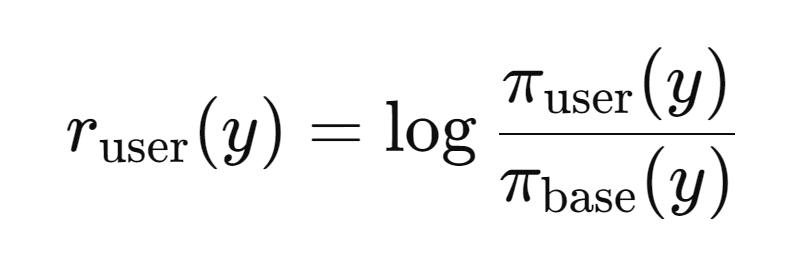 r_user(y) = log π_user(y) / π_base(y)